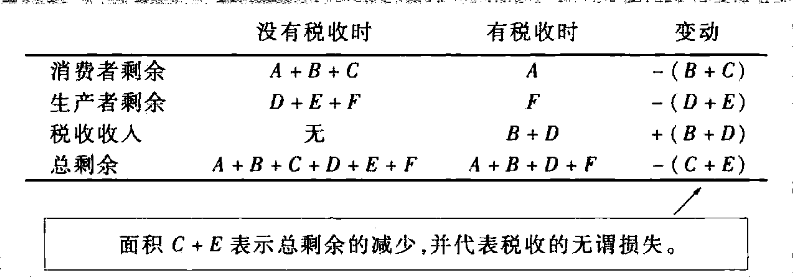 没有税收时 有税收时 变动
消费者剩余 A + B + C A - ( B + C )
生产者剩余 D + E + F F - ( D + E )
税收收人 无 B + D + ( B + D )
总剩余 A + B + C + D + E + F A + B + D + F - ( C + E )
面积 C + E 表示总剩余的减少,并代表税收的无谓损失。